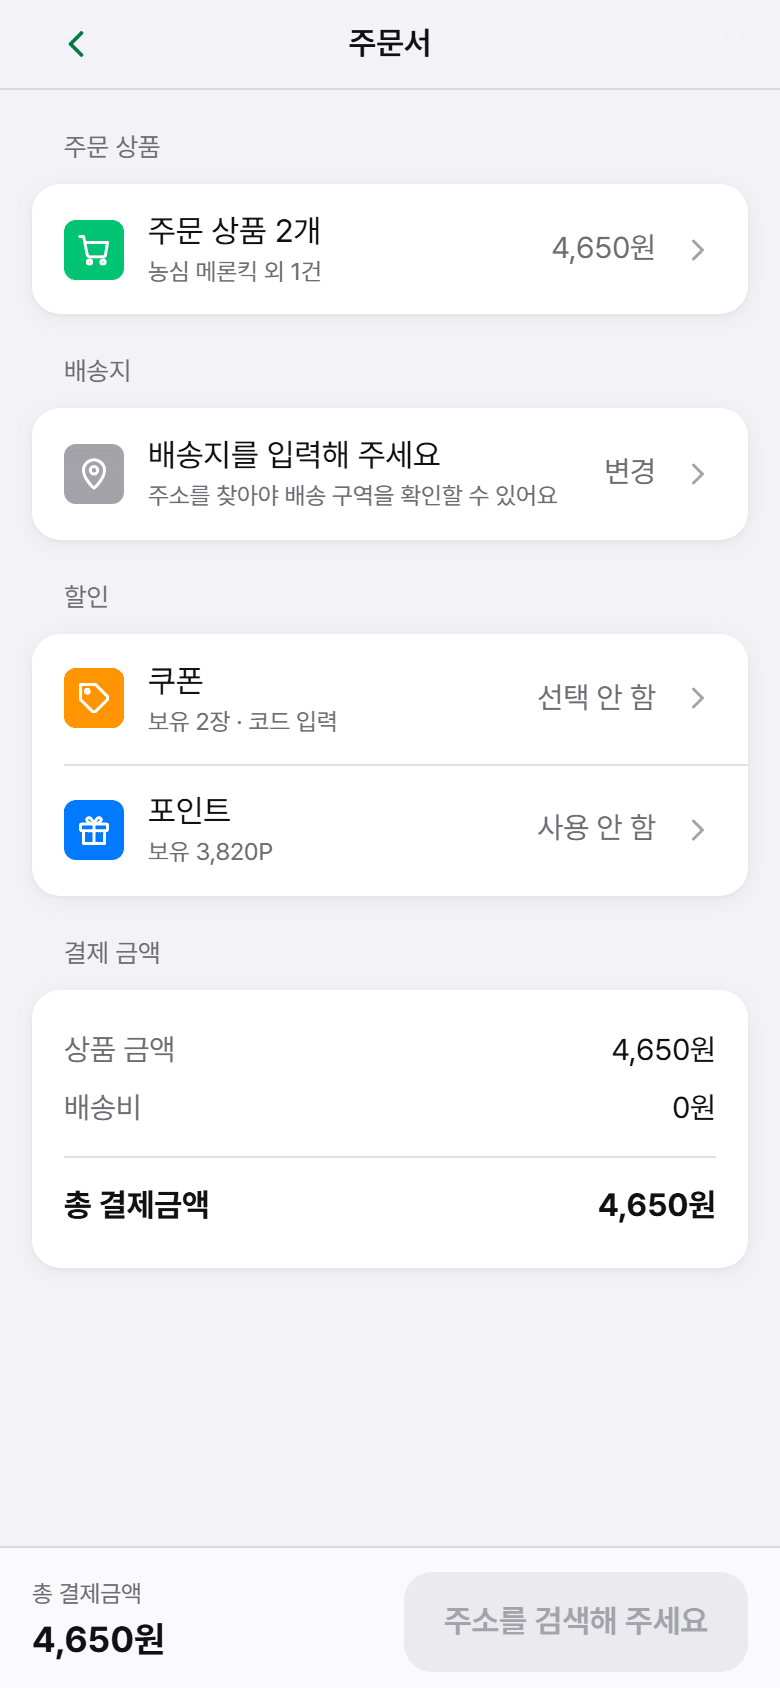 주문서
주문 상품
주문 상품 2개
농심 메론킥 외 1건
4,650원
배송지
배송지를 입력해 주세요
주소를 찾아야 배송 구역을 확인할 수 있어요
변경
할인
쿠폰
보유 2장 · 코드 입력
선택 안 함
포인트
보유 3,820P
사용 안 함
결제 금액
상품 금액 4,650원
배송비 0원
총 결제금액 4,650원
총 결제금액
4,650원
주소를 검색해 주세요